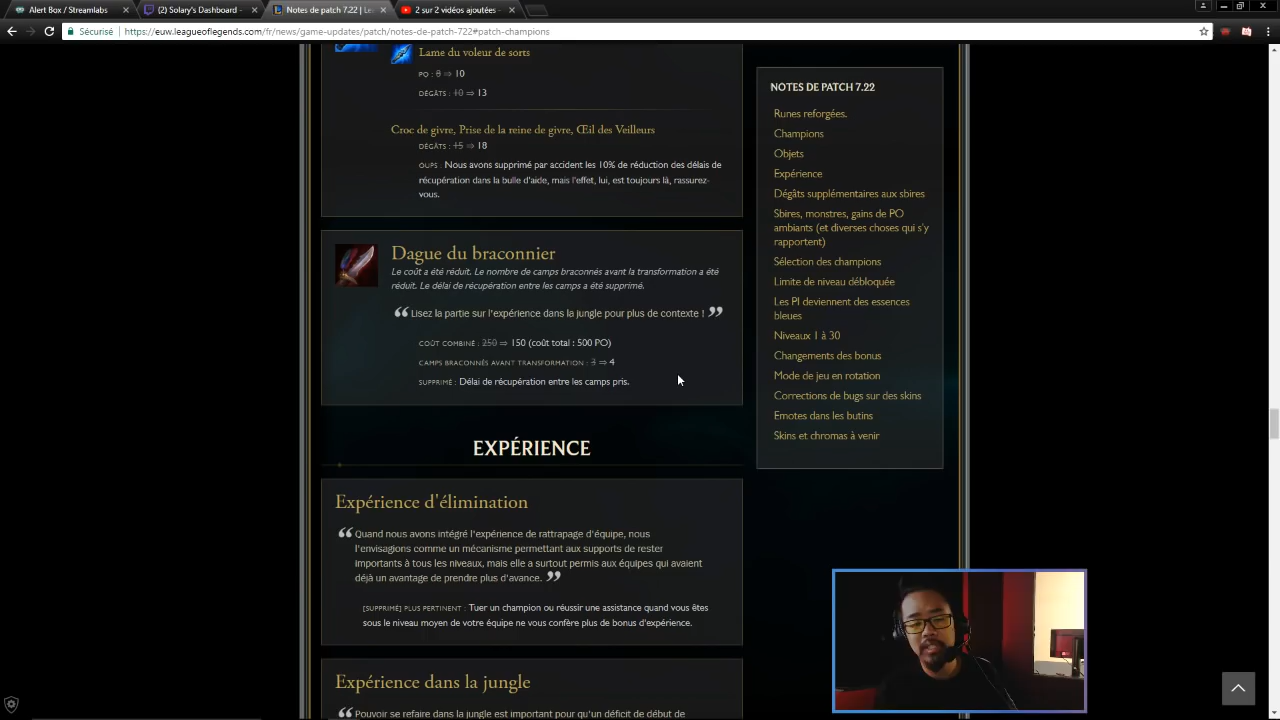 Alert Box / Streamlabs
(2) Solary's Dashboard -
Notes de patch 7.22 | Le
2 sur 2 vidéos ajoutées -
Sécurisé
https://euw.leagueoflegends.com/fr/news/game-updates/patch/notes-de-patch-722#patch-champions
Lame du voleur de sorts
PO : 8 ⇒ 10
DÉGÂTS : 10 ⇒ 13
Croc de givre, Prise de la reine de givre, Œil des Veilleurs
DÉGÂTS : 15 ⇒ 18
OUPS : Nous avons supprimé par accident les 10% de réduction des délais de
récupération dans la bulle d'aide, mais l'effet, lui, est toujours là, rassurez-
vous.
Dague du braconnier
Le coût a été réduit. Le nombre de camps braconnés avant la transformation a été
réduit. Le délai de récupération entre les camps a été supprimé.
“ Lisez la partie sur l'expérience dans la jungle pour plus de contexte ! ”
COÛT COMBINÉ : 250 ⇒ 150 (coût total : 500 PO)
CAMPS BRACONNÉS AVANT TRANSFORMATION : 3 ⇒ 4
SUPPRIMÉ : Délai de récupération entre les camps pris.
EXPÉRIENCE
Expérience d'élimination
“ Quand nous avons intégré l'expérience de rattrapage d'équipe, nous
l'envisagions comme un mécanisme permettant aux supports de rester
importants à tous les niveaux, mais elle a surtout permis aux équipes qui avaient
déjà un avantage de prendre plus d'avance. ”
[SUPPRIMÉ] PLUS PERTINENT : Tuer un champion ou réussir une assistance quand vous êtes
sous le niveau moyen de votre équipe ne vous confère plus de bonus d'expérience.
Expérience dans la jungle
“ Pouvoir se refaire dans la jungle est important pour qu'un déficit de début de
NOTES DE PATCH 7.22
Runes reforgées.
Champions
Objets
Expérience
Dégâts supplémentaires aux sbires
Sbires, monstres, gains de PO
ambiants (et diverses choses qui s'y
rapportent)
Sélection des champions
Limite de niveau débloquée
Les PI deviennent des essences
bleues
Niveaux 1 à 30
Changements des bonus
Mode de jeu en rotation
Corrections de bugs sur des skins
Emotes dans les butins
Skins et chromas à venir